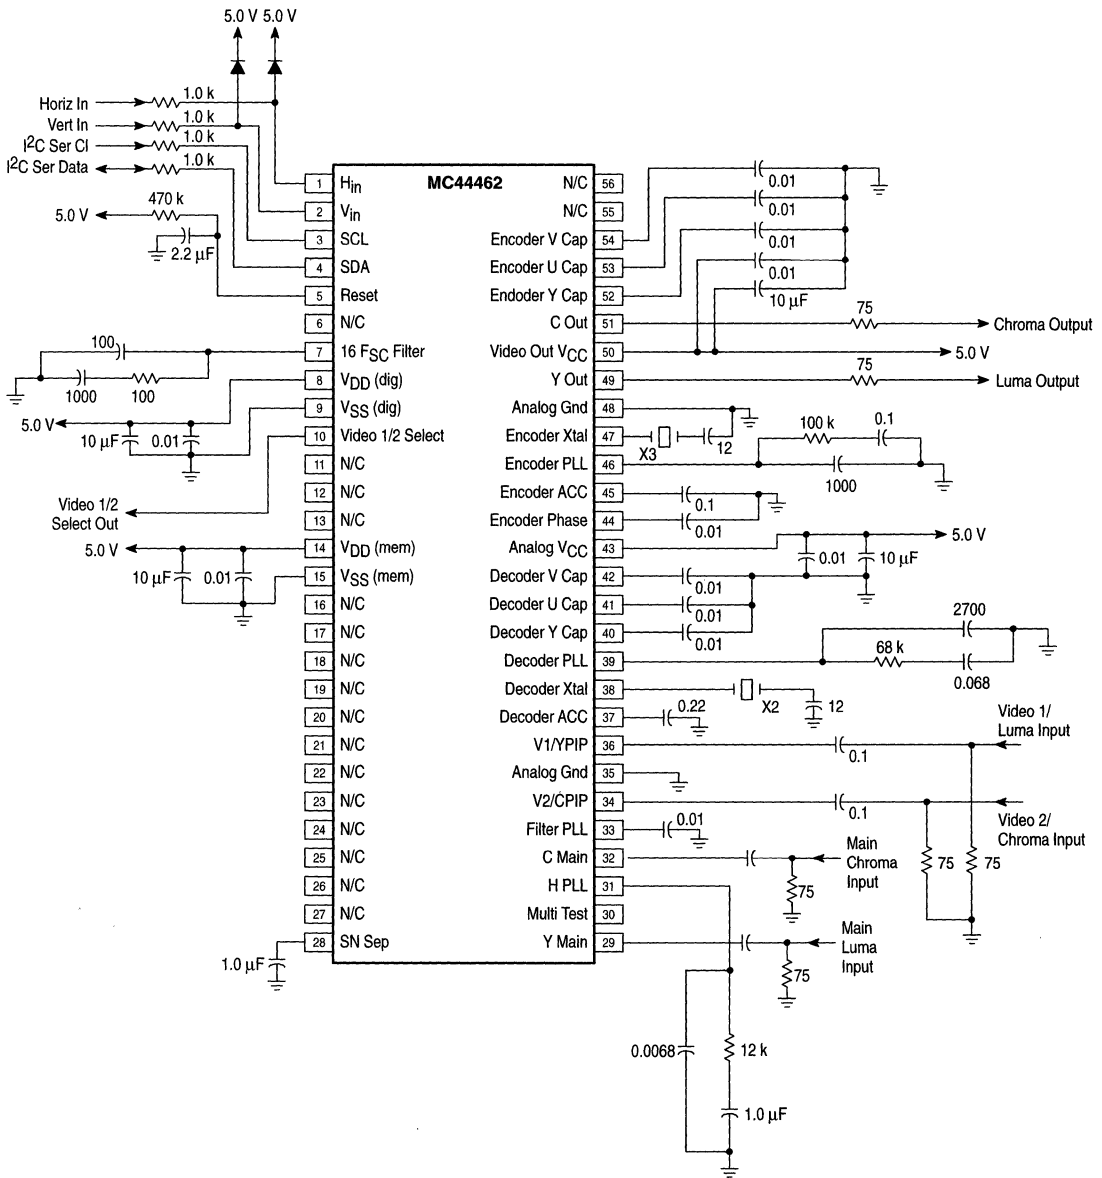 5.0 V 5.0 V
Horiz In 1.0 k
Vert In 1.0 k
I2C Ser Cl 1.0 k
I2C Ser Data 1.0 k
470 k
5.0 V
2.2 μF
100
1000 100
5.0 V
10 μF 0.01
Video 1/2
Select Out
5.0 V
10 μF 0.01
1.0 μF
MC44462
1 Hin
2 Vin
3 SCL
4 SDA
5 Reset
6 N/C
7 16 FSC Filter
8 VDD (dig)
9 VSS (dig)
10 Video 1/2 Select
11 N/C
12 N/C
13 N/C
14 VDD (mem)
15 VSS (mem)
16 N/C
17 N/C
18 N/C
19 N/C
20 N/C
21 N/C
22 N/C
23 N/C
24 N/C
25 N/C
26 N/C
27 N/C
28 SN Sep
N/C 56
N/C 55
Encoder V Cap 54
Encoder U Cap 53
Endoder Y Cap 52
C Out 51
Video Out VCC 50
Y Out 49
Analog Gnd 48
Encoder Xtal 47
Encoder PLL 46
Encoder ACC 45
Encoder Phase 44
Analog VCC 43
Decoder V Cap 42
Decoder U Cap 41
Decoder Y Cap 40
Decoder PLL 39
Decoder Xtal 38
Decoder ACC 37
V1/YPIP 36
Analog Gnd 35
V2/CPIP 34
Filter PLL 33
C Main 32
H PLL 31
Multi Test 30
Y Main 29
0.01
0.01
0.01
0.01
10 μF
75
Chroma Output
5.0 V
75
Luma Output
X3 12
100 k 0.1
1000
0.1
0.01
5.0 V
0.01 10 μF
0.01
0.01
0.01
2700
68 k
0.068
X2 12
0.22
Video 1/
Luma Input
0.1
0.1
Video 2/
Chroma Input
0.01
Main
Chroma
Input
75
75 75
Main
Luma
Input
75
0.0068 12 k
1.0 μF